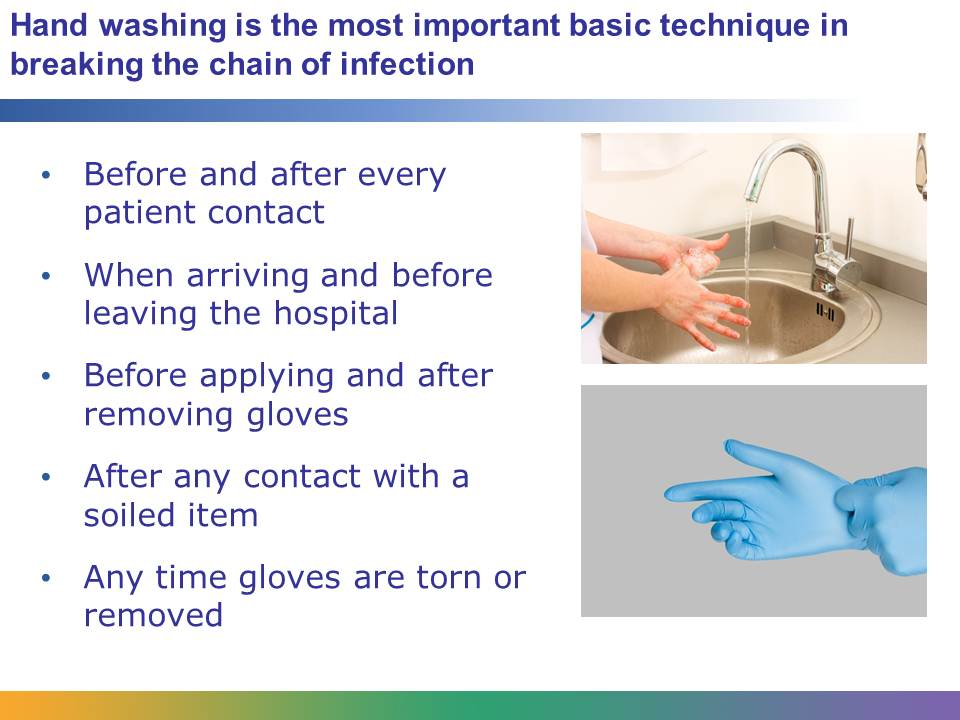 Hand washing is the most important basic technique in
breaking the chain of infection
• Before and after every
patient contact
• When arriving and before
leaving the hospital
• Before applying and after
removing gloves
• After any contact with a
soiled item
• Any time gloves are torn or
removed